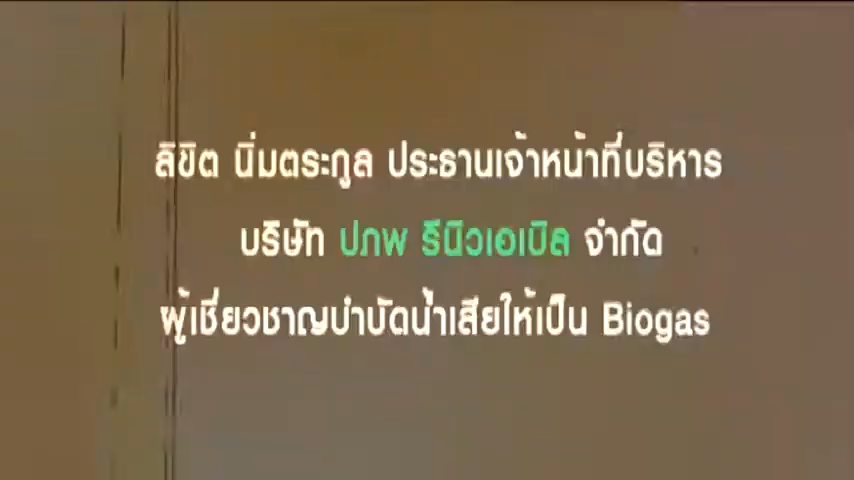 ลิขิต นิ่มตระกูล ประธานเจ้าหน้าที่บริหาร
บริษัท ปภพ รีนิวเอเบิล จำกัด
ผู้เชี่ยวชาญบำบัดน้ำเสียให้เป็น Biogas